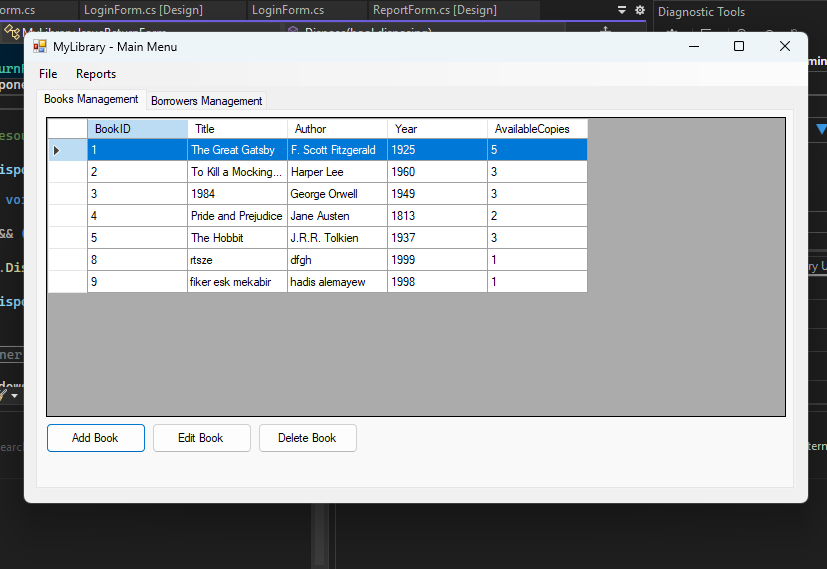 orm.cs LoginForm.cs [Design] LoginForm.cs ReportForm.cs [Design]
Diagnostic Tools
MyLibrary - Main Menu
File Reports
Books Management Borrowers Management
BookID Title Author Year AvailableCopies
1 The Great Gatsby F. Scott Fitzgerald 1925 5
2 To Kill a Mocking... Harper Lee 1960 3
3 1984 George Orwell 1949 3
4 Pride and Prejudice Jane Austen 1813 2
5 The Hobbit J.R.R. Tolkien 1937 3
8 rtsze dfgh 1999 1
9 fiker esk mekabir hadis alemayew 1998 1
Add Book Edit Book Delete Book